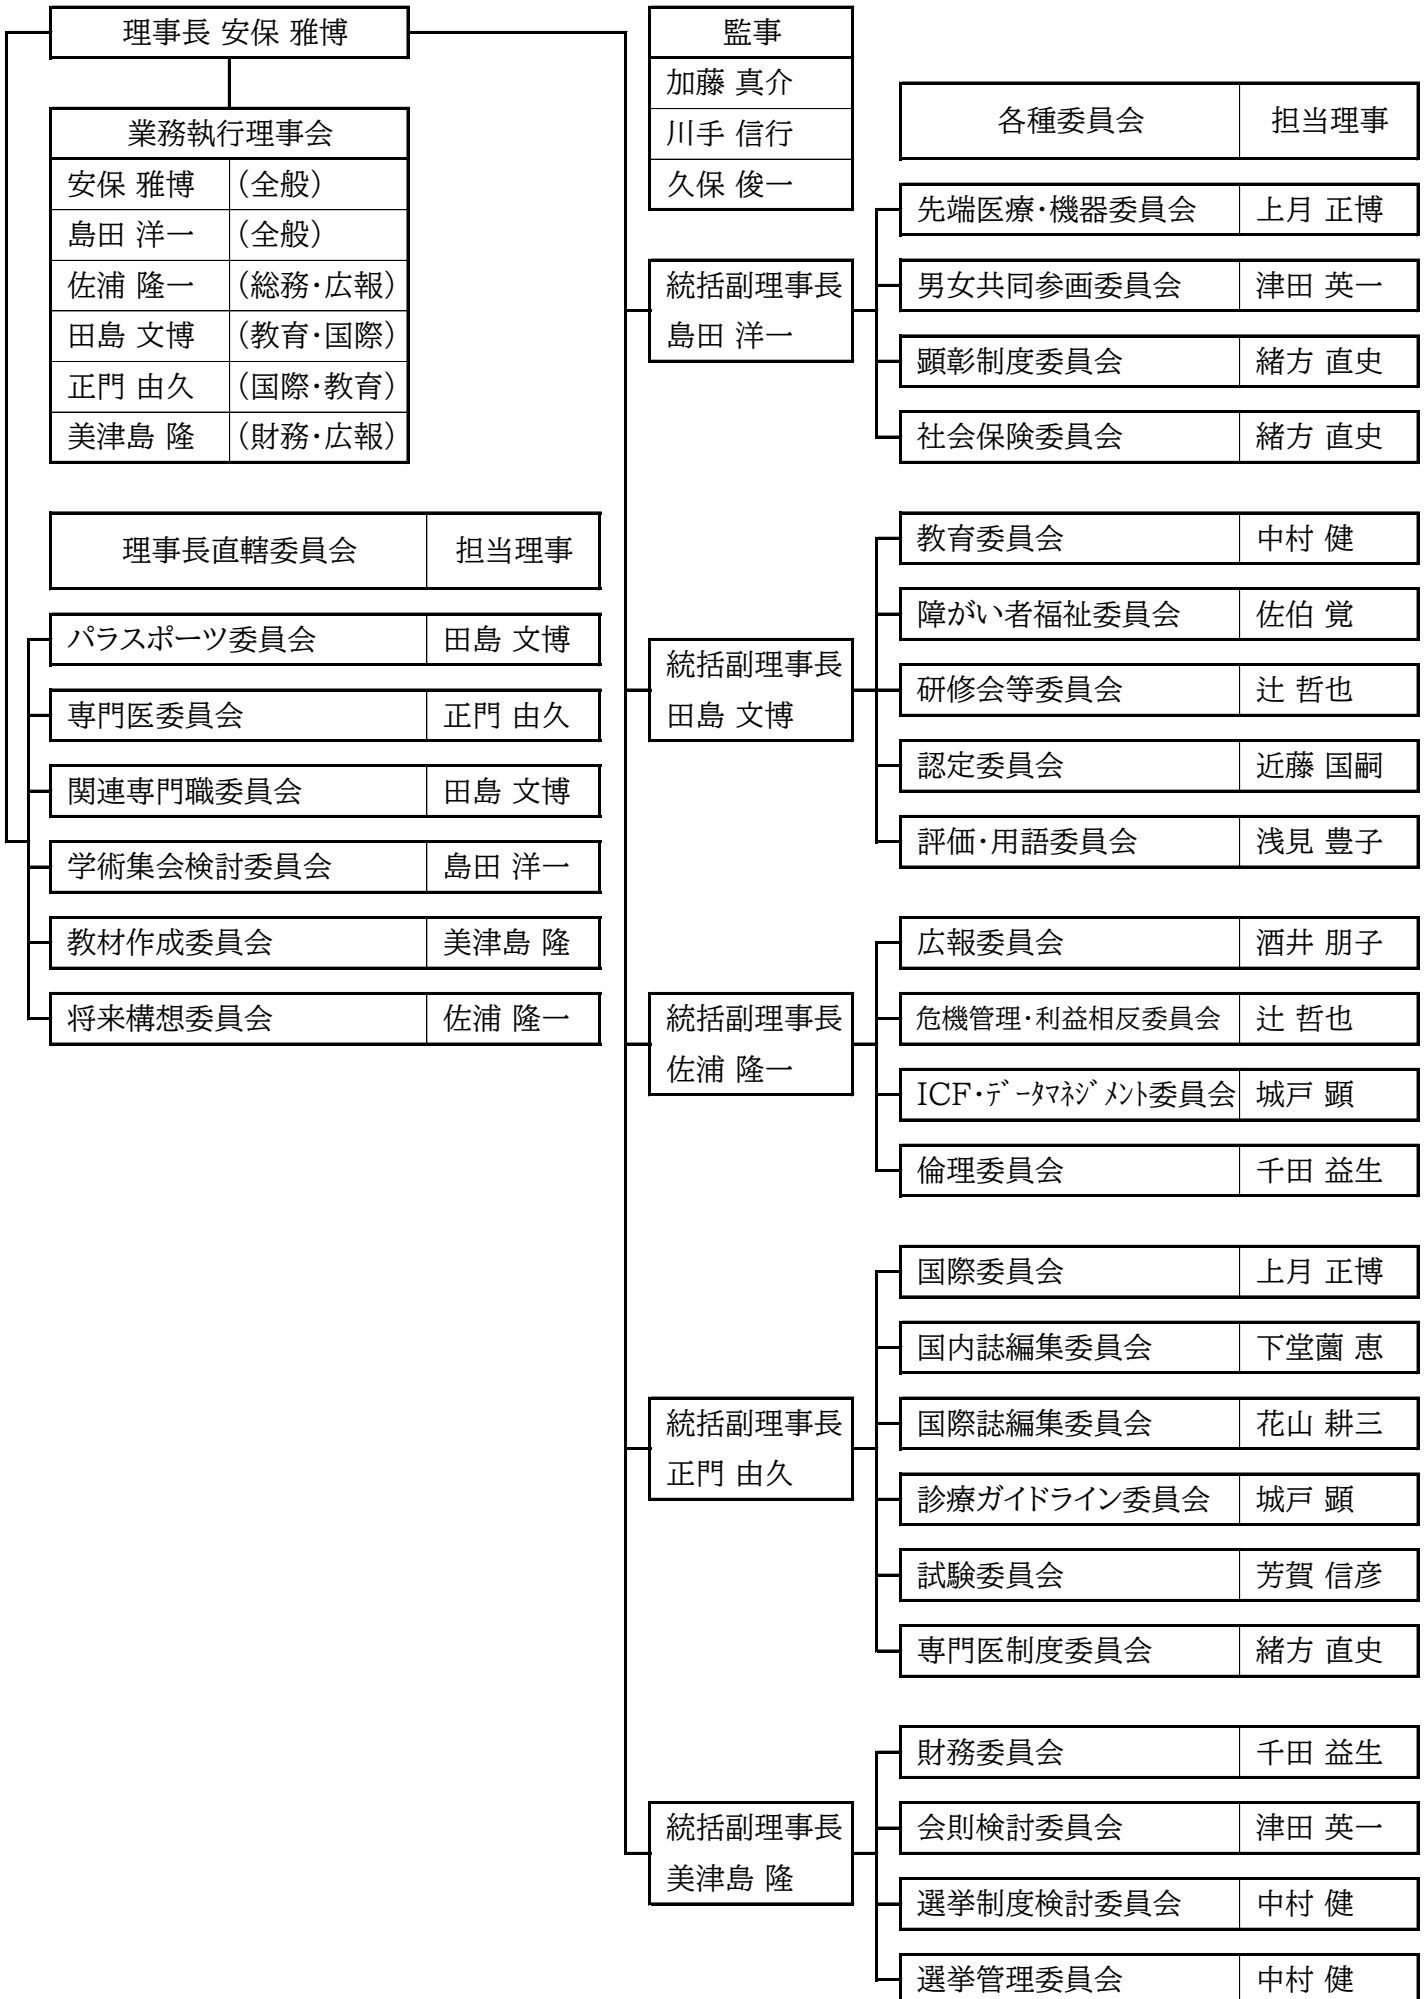 理事長 安保 雅博
業務執行理事会
安保 雅博 （全般）
島田 洋一 （全般）
佐浦 隆一 （総務・広報）
田島 文博 （教育・国際）
正門 由久 （国際・教育）
美津島 隆 （財務・広報）
理事長直轄委員会 担当理事
パラスポーツ委員会 田島 文博
専門医委員会 正門 由久
関連専門職委員会 田島 文博
学術集会検討委員会 島田 洋一
教材作成委員会 美津島 隆
将来構想委員会 佐浦 隆一
監事
加藤 真介
川手 信行
久保 俊一
各種委員会 担当理事
統括副理事長
島田 洋一
先端医療・機器委員会 上月 正博
男女共同参画委員会 津田 英一
顕彰制度委員会 緒方 直史
社会保険委員会 緒方 直史
統括副理事長
田島 文博
教育委員会 中村 健
障がい者福祉委員会 佐伯 覚
研修会等委員会 辻 哲也
認定委員会 近藤 国嗣
評価・用語委員会 浅見 豊子
統括副理事長
佐浦 隆一
広報委員会 酒井 朋子
危機管理・利益相反委員会 辻 哲也
ICF・ﾃﾞｰﾀﾏﾈｼﾞﾒﾝﾄ委員会 城戸 顕
倫理委員会 千田 益生
統括副理事長
正門 由久
国際委員会 上月 正博
国内誌編集委員会 下堂薗 恵
国際誌編集委員会 花山 耕三
診療ガイドライン委員会 城戸 顕
試験委員会 芳賀 信彦
専門医制度委員会 緒方 直史
統括副理事長
美津島 隆
財務委員会 千田 益生
会則検討委員会 津田 英一
選挙制度検討委員会 中村 健
選挙管理委員会 中村 健